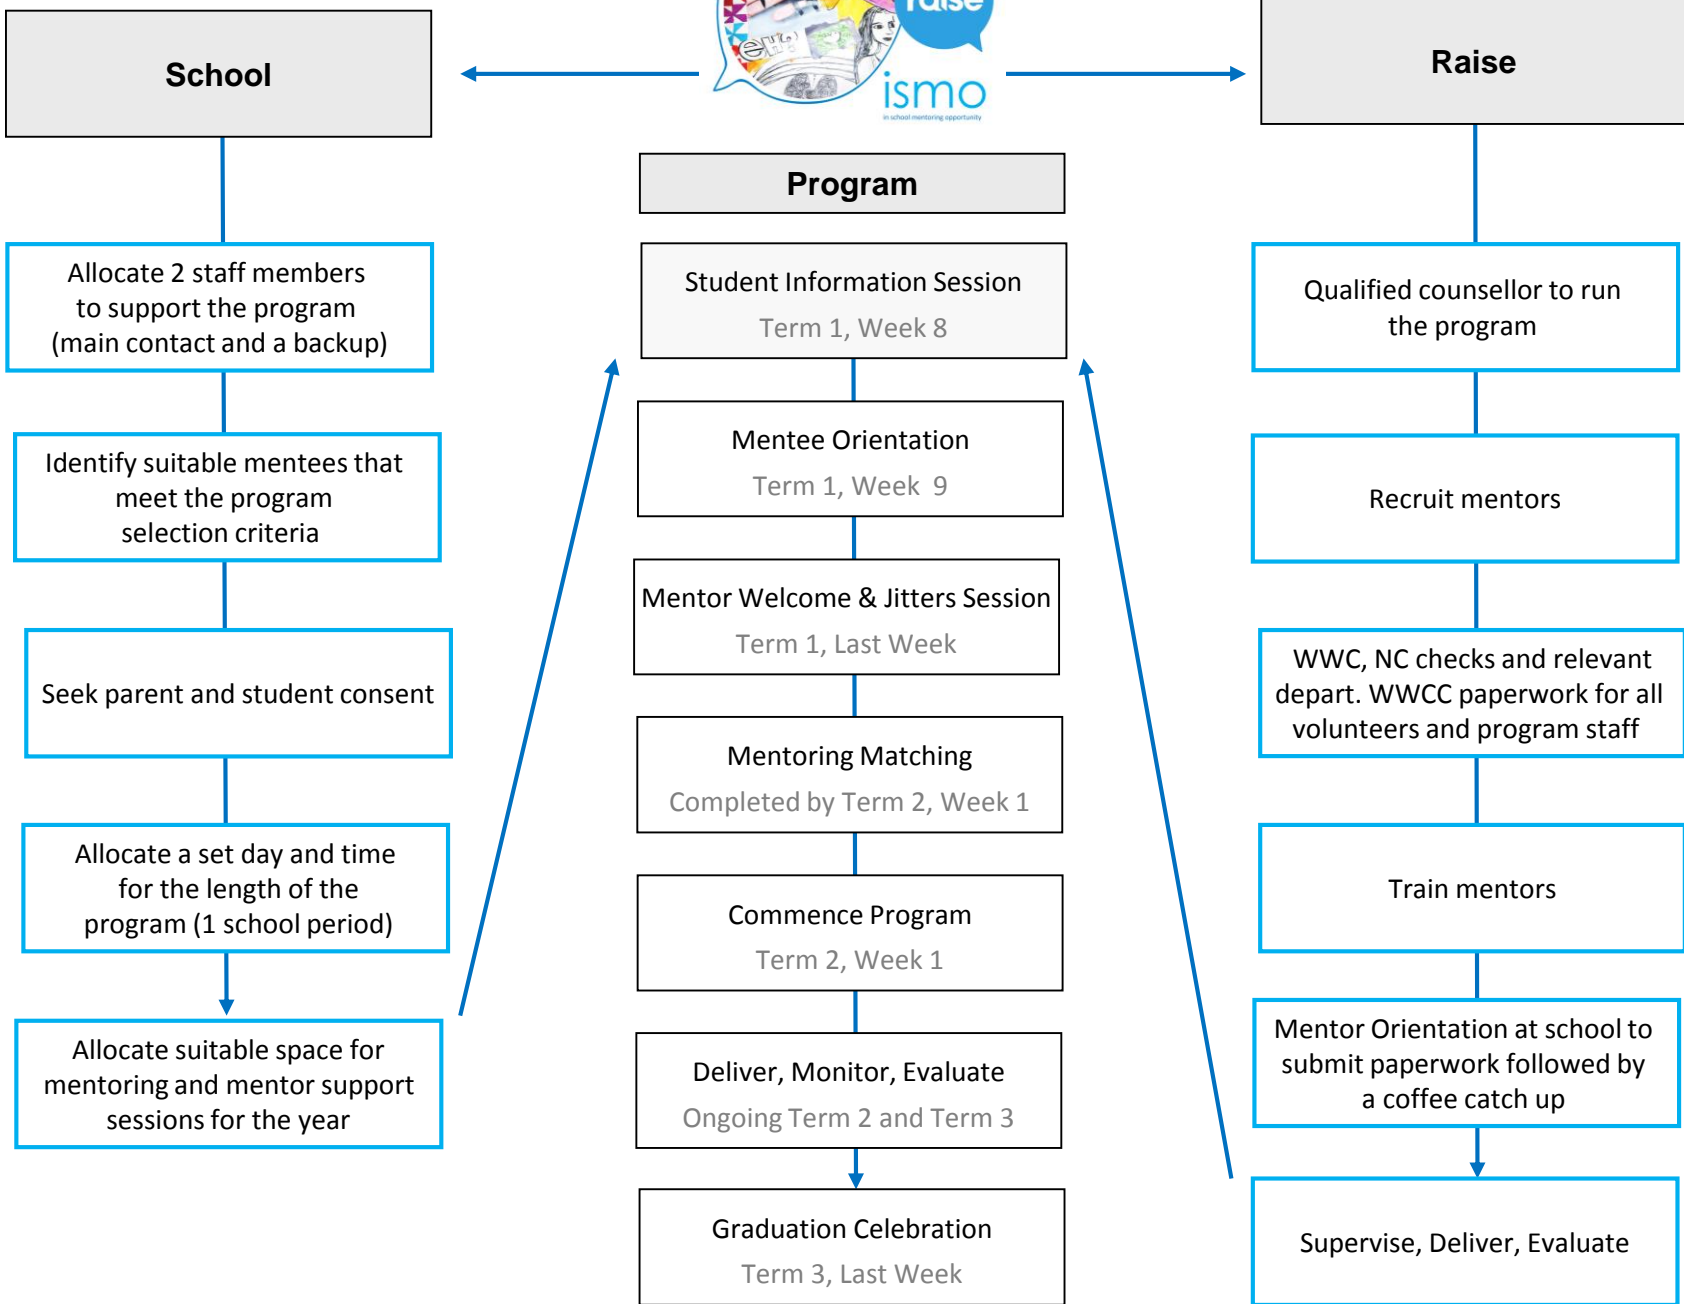 raise
eH?
ismo
in school mentoring opportunity
School
Allocate 2 staff members
to support the program
(main contact and a backup)
Identify suitable mentees that
meet the program
selection criteria
Seek parent and student consent
Allocate a set day and time
for the length of the
program (1 school period)
Allocate suitable space for
mentoring and mentor support
sessions for the year
Program
Student Information Session
Term 1, Week 8
Mentee Orientation
Term 1, Week 9
Mentor Welcome & Jitters Session
Term 1, Last Week
Mentoring Matching
Completed by Term 2, Week 1
Commence Program
Term 2, Week 1
Deliver, Monitor, Evaluate
Ongoing Term 2 and Term 3
Graduation Celebration
Term 3, Last Week
Raise
Qualified counsellor to run
the program
Recruit mentors
WWC, NC checks and relevant
depart. WWCC paperwork for all
volunteers and program staff
Train mentors
Mentor Orientation at school to
submit paperwork followed by
a coffee catch up
Supervise, Deliver, Evaluate